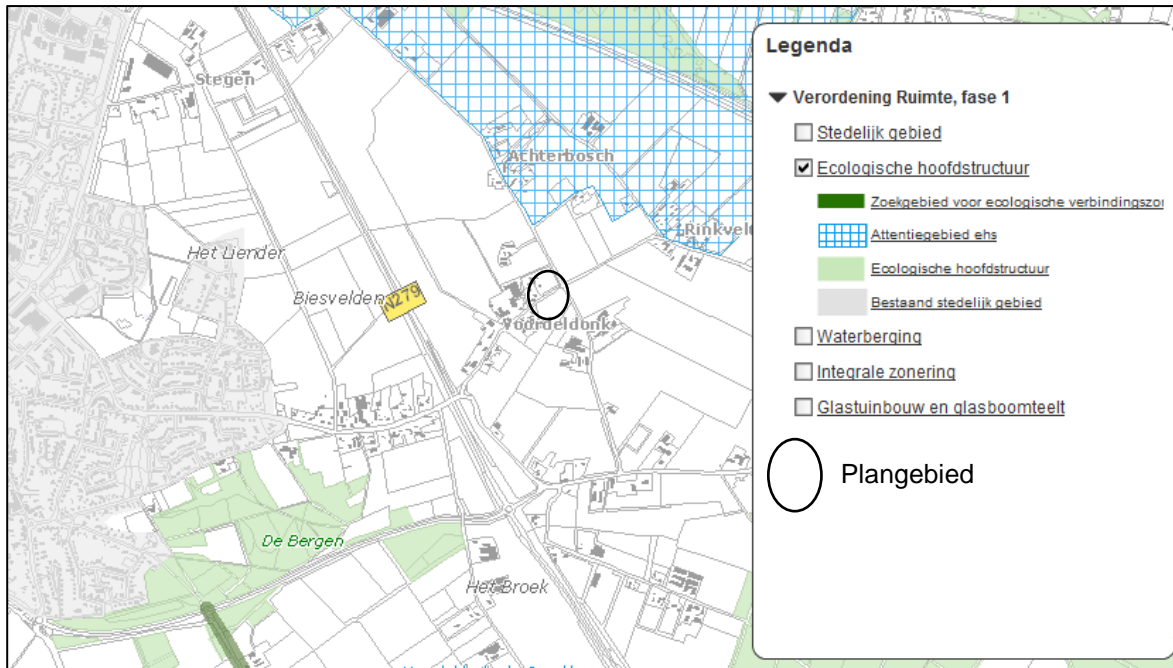 Stegen
Achterbosch
Rinkvel
Het Liender
Biesvelden
N279
Voordeldonk
De Bergen
Het Broek
Legenda
Verordening Ruimte, fase 1
Stedelijk gebied
Ecologische hoofdstructuur
Zoekgebied voor ecologische verbindingszo
Attentiegebied ehs
Ecologische hoofdstructuur
Bestaand stedelijk gebied
Waterberging
Integrale zonering
Glastuinbouw en glasboomteelt
Plangebied